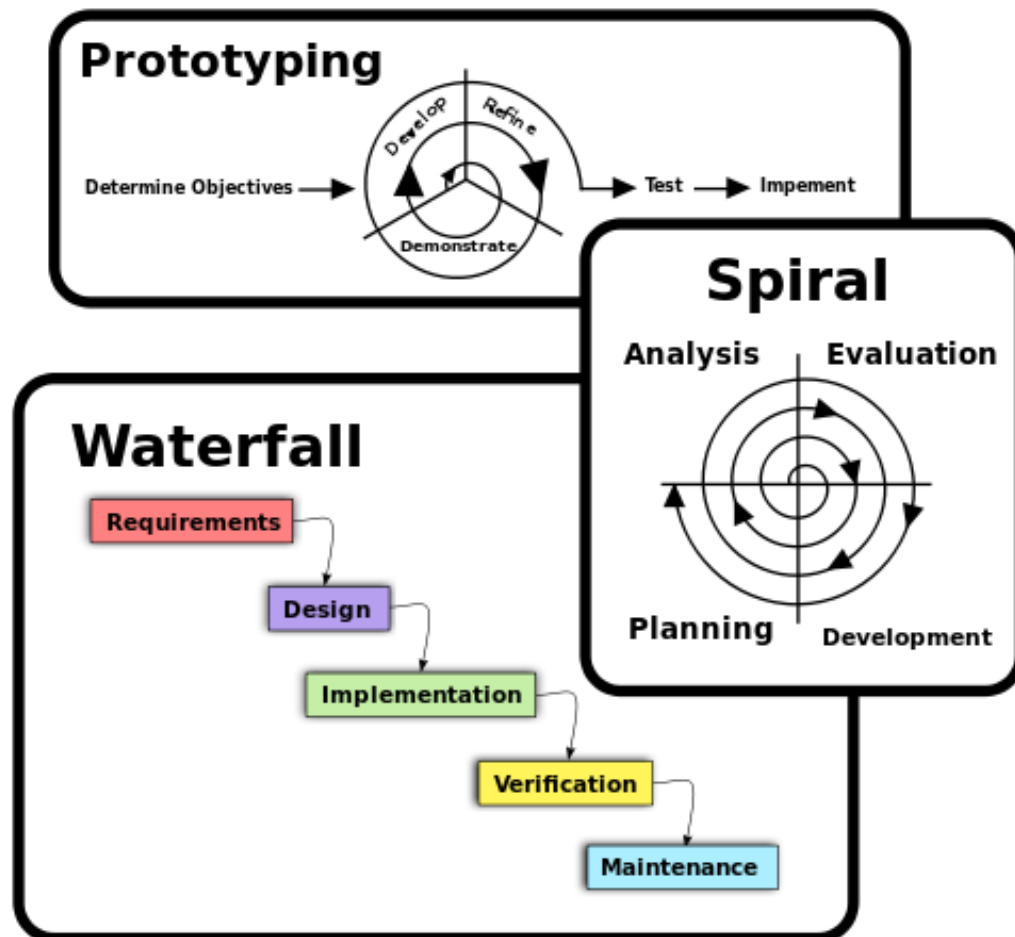 Prototyping
Develop
Refine
Determine Objectives
Test
Impement
Demonstrate
Spiral
Analysis
Evaluation
Planning
Development
Waterfall
Requirements
Design
Implementation
Verification
Maintenance